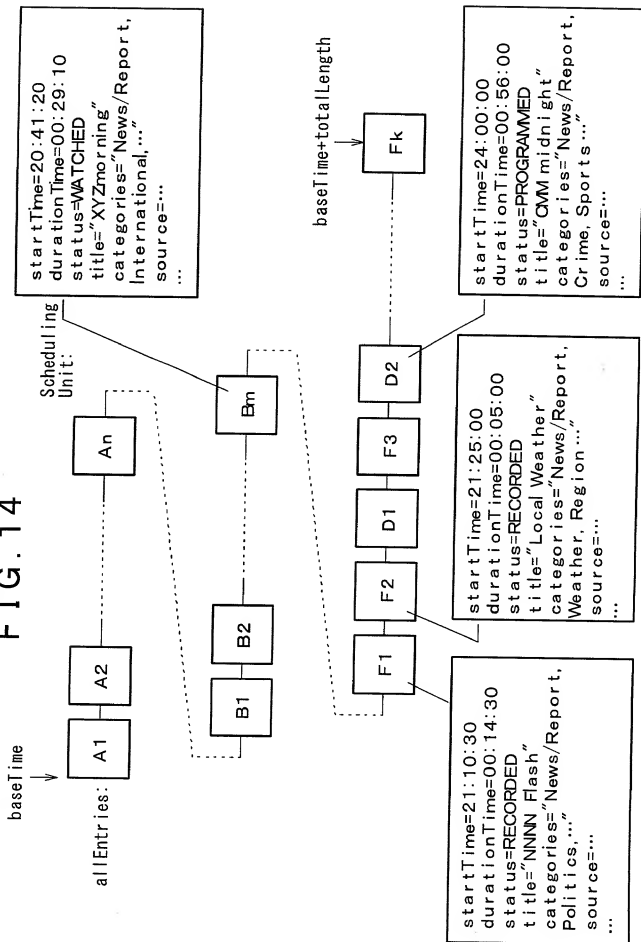 FIG.14
baseTime
allEntries:
A1
A2
An
Scheduling
Unit:
B1
B2
Bm
startTime=20:41:20
durationTime=00:29:10
status=WATCHED
title="XYZmorning"
categories="News/Report,
International,…"
source=…
…
F1
F2
D1
F3
D2
Fk
baseTime+totalLength
startTime=21:10:30
durationTime=00:14:30
status=RECORDED
title="NNNN Flash"
categories="News/Report,
Politics,…"
source=…
…
startTime=21:25:00
durationTime=00:05:00
status=RECORDED
title="Local Weather"
categories="News/Report,
Weather, Region…"
source=…
…
startTime=24:00:00
durationTime=00:56:00
status=PROGRAMMED
title="CMM midnight"
categories="News/Report,
Crime, Sports…"
source=…
…